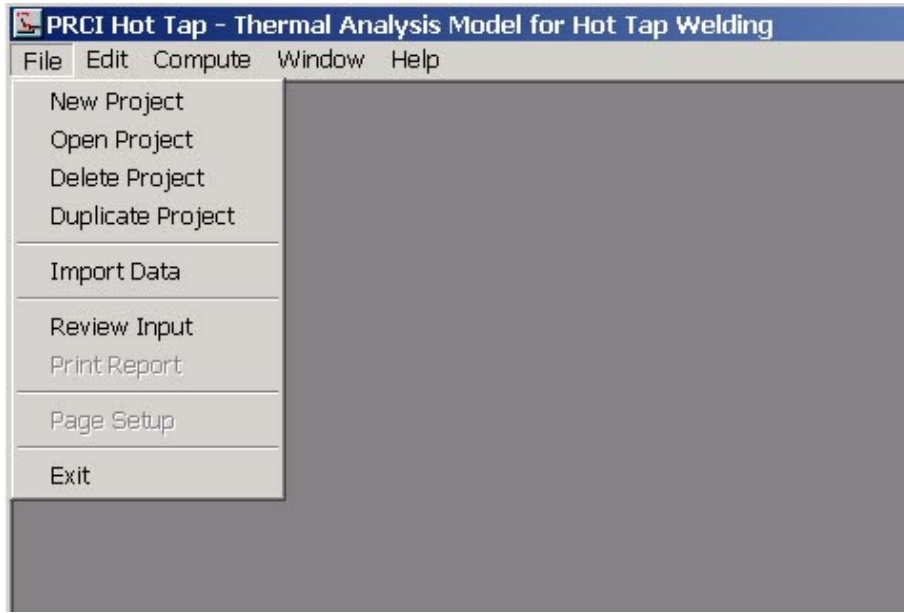 PRCI Hot Tap - Thermal Analysis Model for Hot Tap Welding
File Edit Compute Window Help
New Project
Open Project
Delete Project
Duplicate Project
Import Data
Review Input
Print Report
Page Setup
Exit